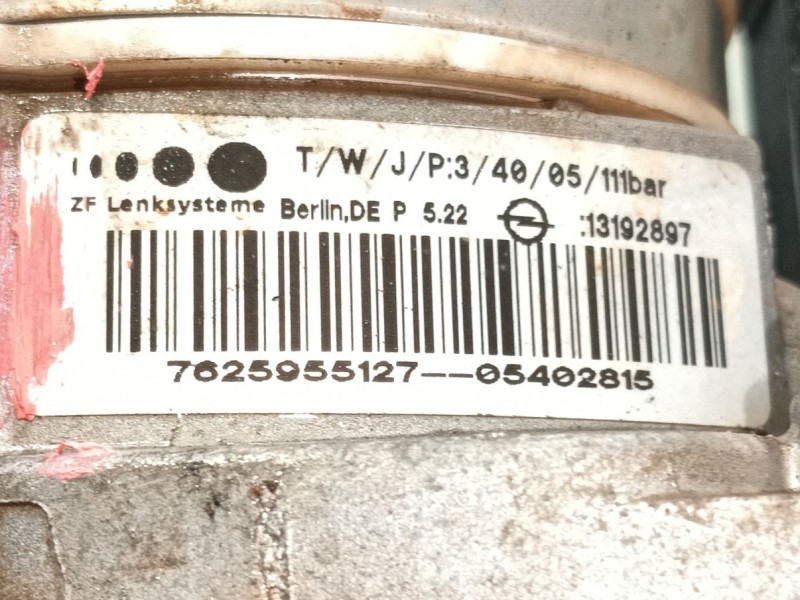 T/W/J/P:3/40/05/111bar
ZF Lenksysteme Berlin,DE P 5.22 :13192897
7625955127--05402815